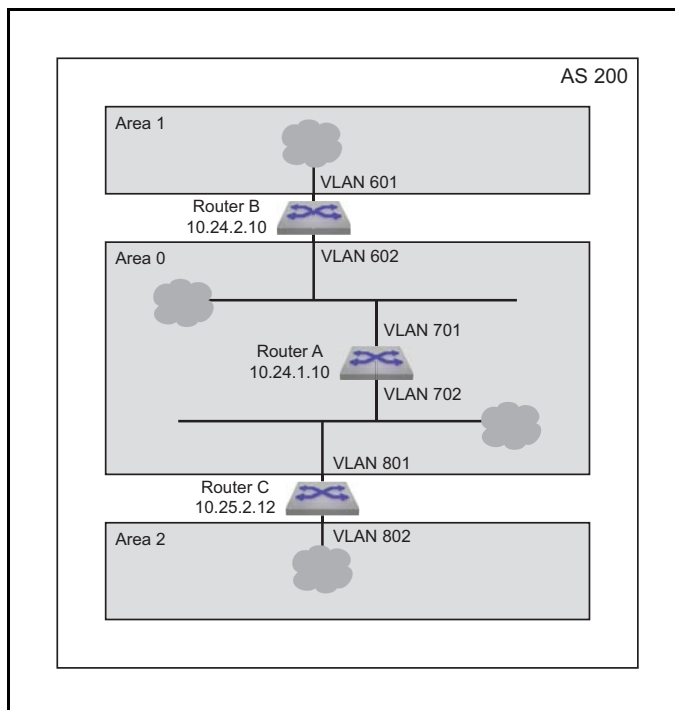 AS 200
Area 1
VLAN 601
Router B
10.24.2.10
VLAN 602
Area 0
VLAN 701
Router A
10.24.1.10
VLAN 702
VLAN 801
Router C
10.25.2.12
VLAN 802
Area 2